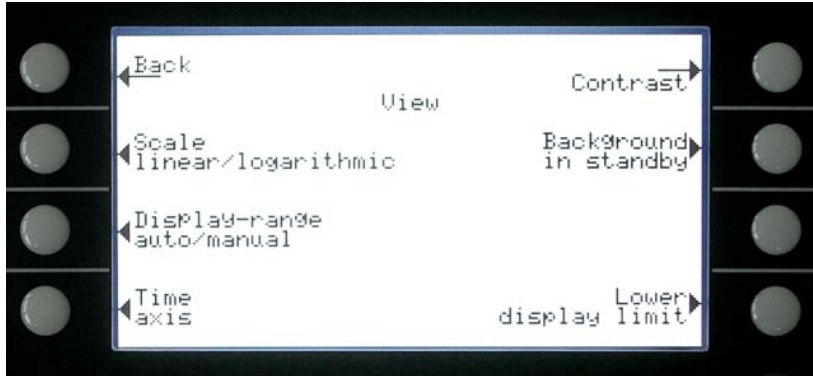 Back
Contrast
View
Scale
linear/logarithmic
Background
in standby
Display-range
auto/manual
Time
axis
Lower
display limit